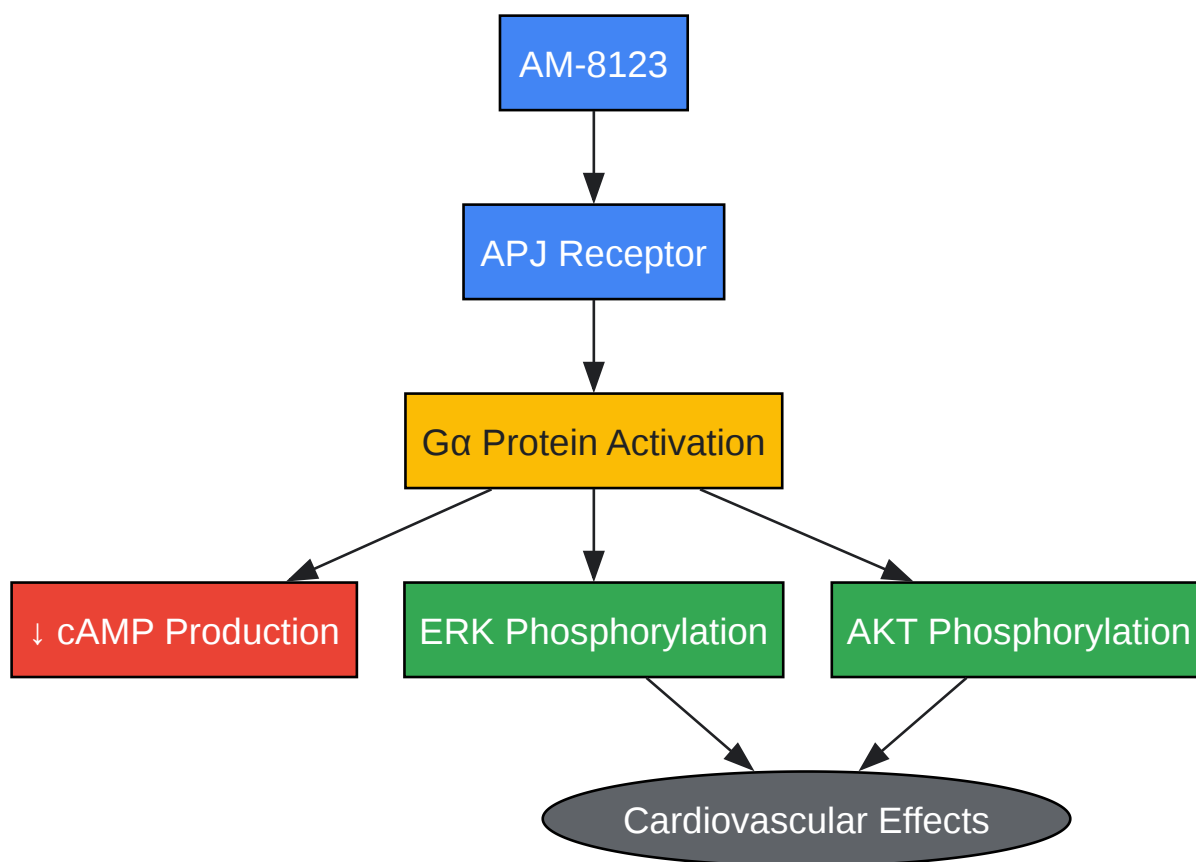 AM-8123
APJ Receptor
Gα Protein Activation
↓ cAMP Production
ERK Phosphorylation
AKT Phosphorylation
Cardiovascular Effects